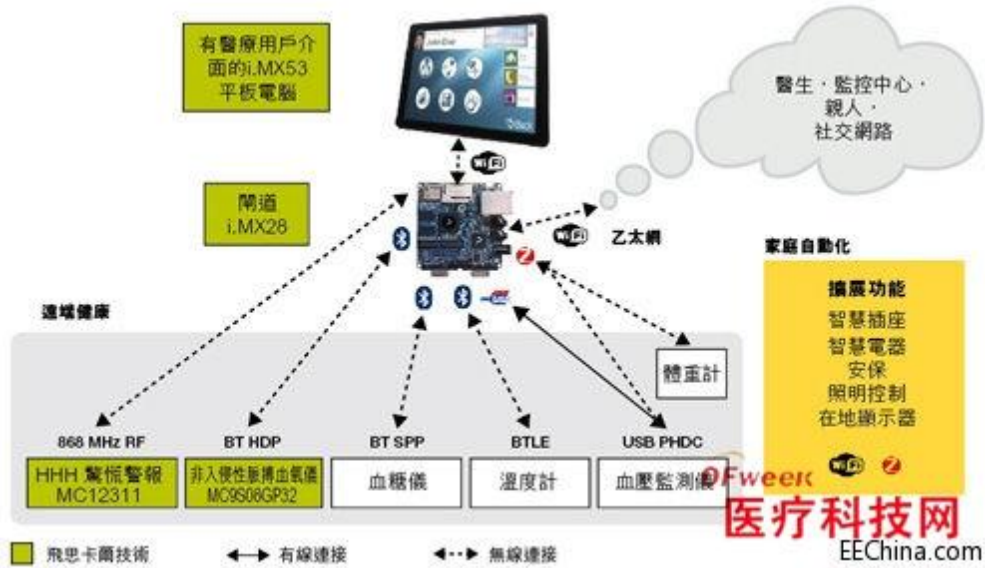 有醫療用戶介
面的i.MX53
平板電腦
醫生，監控中心，
親人，
社交網路
WiFi
閘道
i.MX28
WiFi
乙太網
Z
家庭自動化
擴展功能
智慧插座
智慧電器
安保
照明控制
在地顯示器
WiFi
Z
遠端健康
體重計
868 MHz RF
BT HDP
BT SPP
BTLE
USB PHDC
HHH 驚慌警報
MC12311
非入侵性脈搏血氧儀
MC9S08GP32
血糖儀
溫度計
血壓監測儀
OFweek
医疗科技网
飛思卡爾技術
有線連接
無線連接
EEChina.com